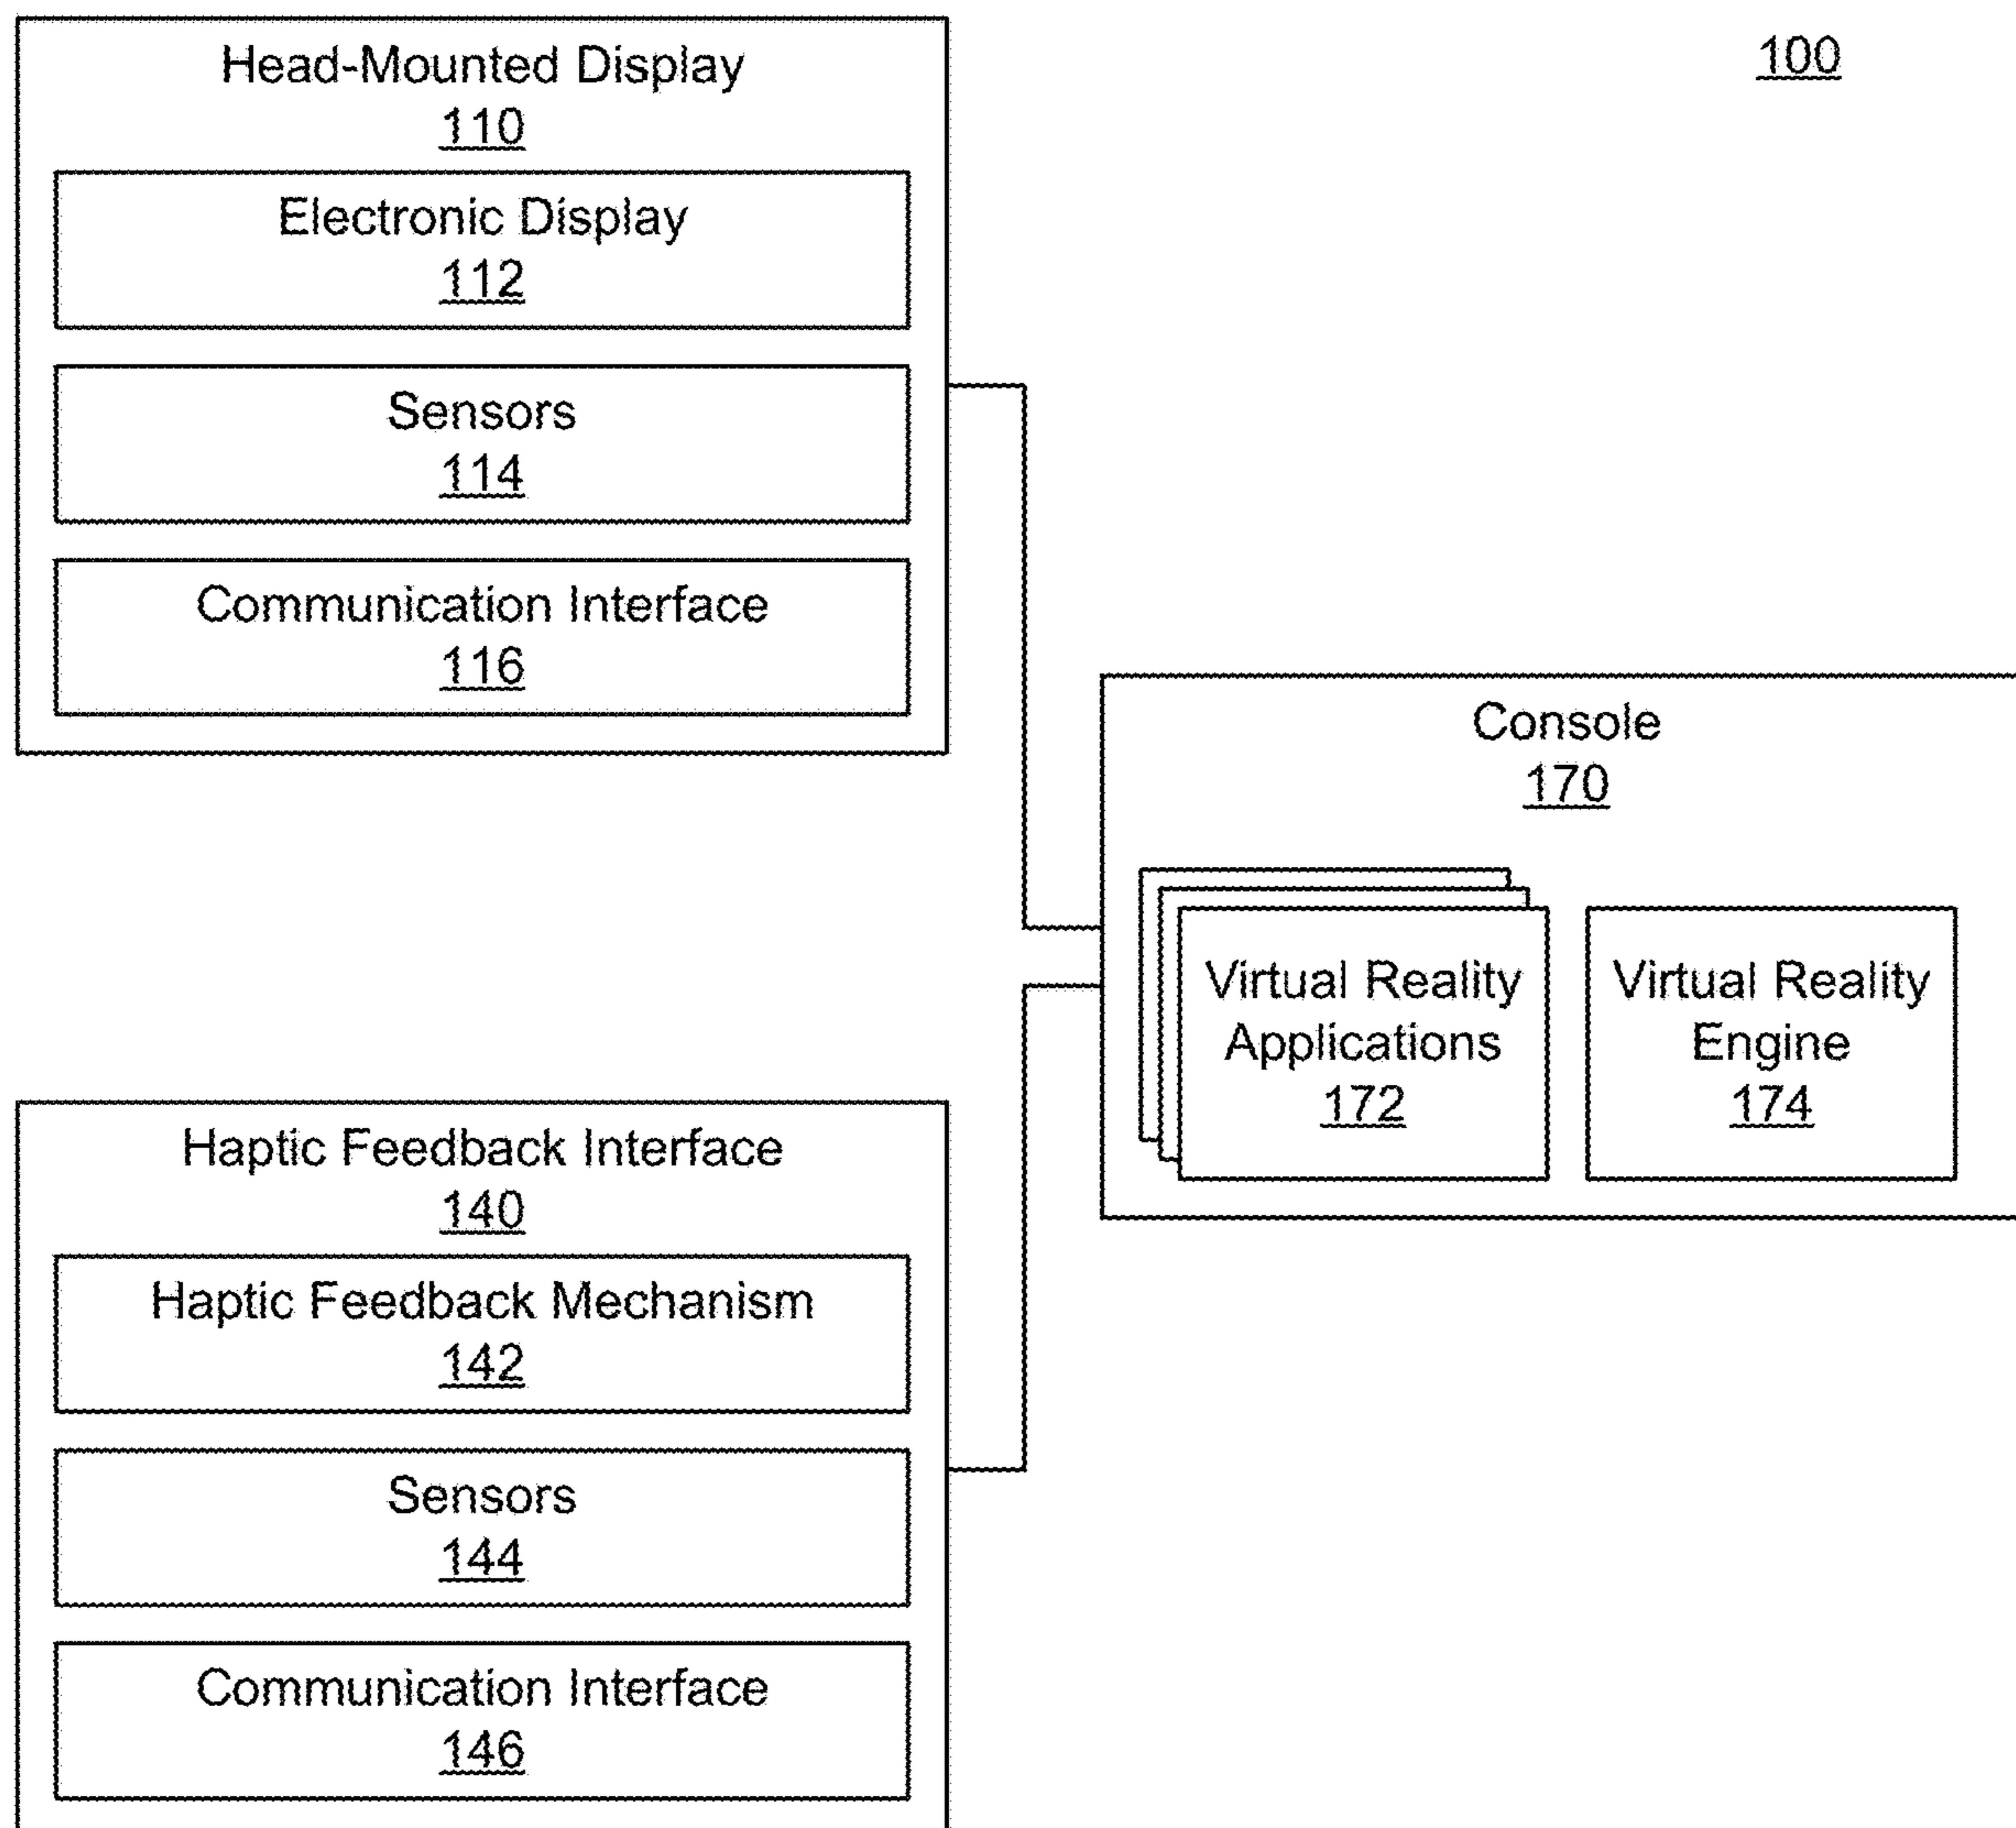 100
Head-Mounted Display
110
Electronic Display
112
Sensors
114
Communication Interface
116
Console
170
Virtual Reality
Applications
172
Virtual Reality
Engine
174
Haptic Feedback Interface
140
Haptic Feedback Mechanism
142
Sensors
144
Communication Interface
146